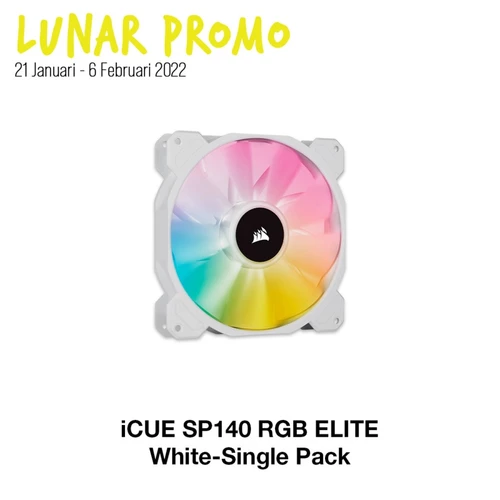 LUNAR PROMO
21 Januari - 6 Februari 2022
iCUE SP140 RGB ELITE
White-Single Pack